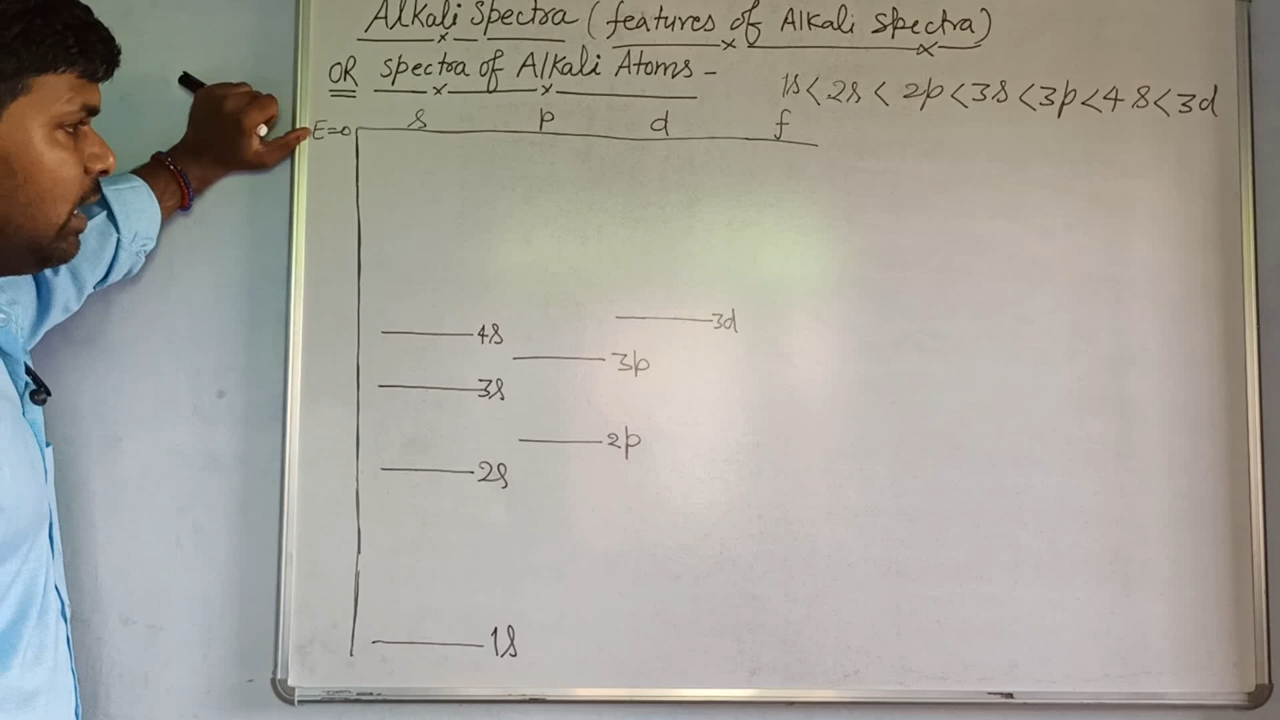 Alkali Spectra (features of Alkali Spectra)
OR Spectra of Alkali Atoms -
1s < 2s < 2p < 3s < 3p < 4s < 3d
s p d f
E=0
3d
4s
3p
3s
2p
2s
1s